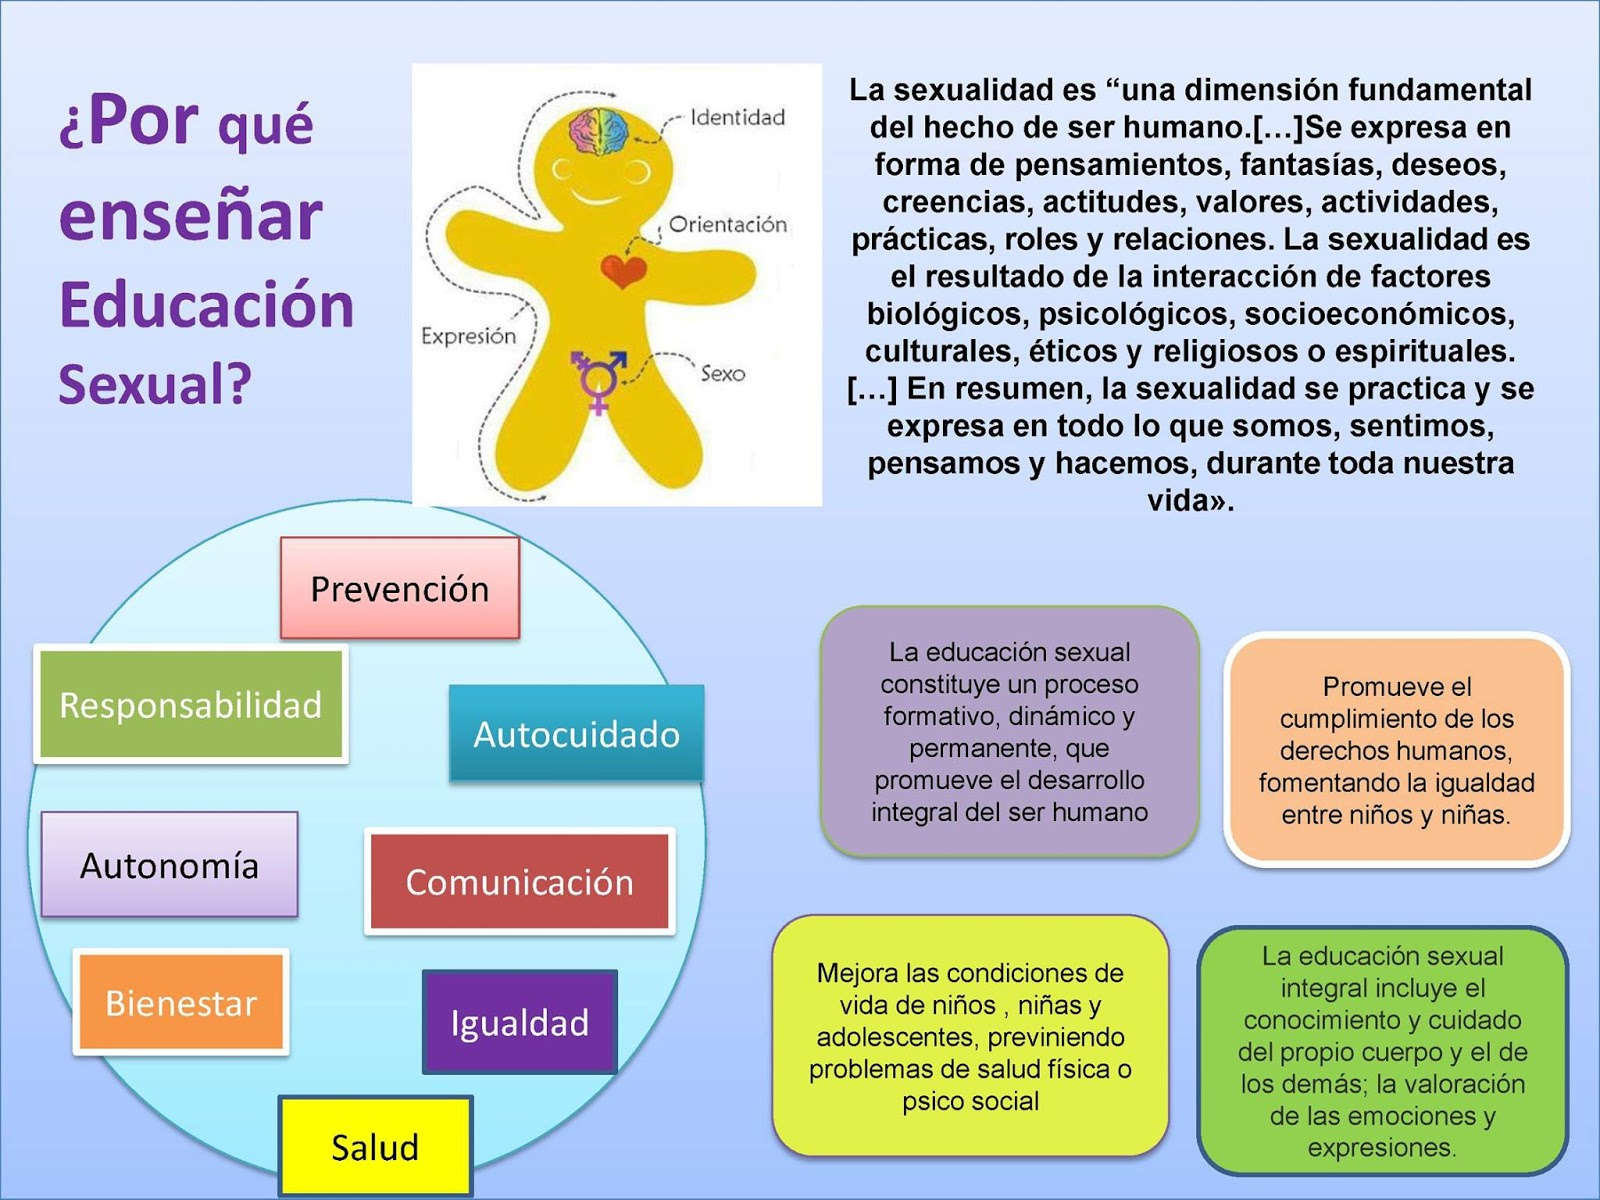 ¿Por qué
enseñar
Educación
Sexual?
Identidad
Orientación
Expresión
Sexo
La sexualidad es “una dimensión fundamental
del hecho de ser humano.[…]Se expresa en
forma de pensamientos, fantasías, deseos,
creencias, actitudes, valores, actividades,
prácticas, roles y relaciones. La sexualidad es
el resultado de la interacción de factores
biológicos, psicológicos, socioeconómicos,
culturales, éticos y religiosos o espirituales.
[…] En resumen, la sexualidad se practica y se
expresa en todo lo que somos, sentimos,
pensamos y hacemos, durante toda nuestra
vida».
Prevención
Responsabilidad
Autocuidado
Autonomía
Comunicación
Bienestar
Igualdad
Salud
La educación sexual
constituye un proceso
formativo, dinámico y
permanente, que
promueve el desarrollo
integral del ser humano
Promueve el
cumplimiento de los
derechos humanos,
fomentando la igualdad
entre niños y niñas.
Mejora las condiciones de
vida de niños , niñas y
adolescentes, previniendo
problemas de salud física o
psico social
La educación sexual
integral incluye el
conocimiento y cuidado
del propio cuerpo y el de
los demás; la valoración
de las emociones y
expresiones.